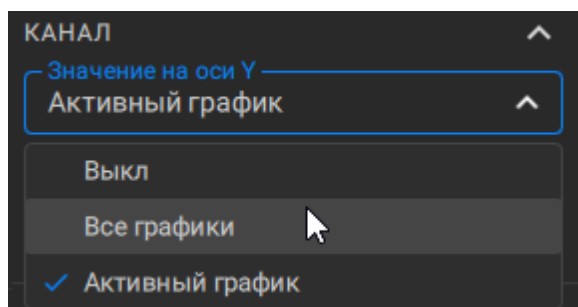 КАНАЛ
Значение на оси Y
Активный график
Выкл
Все графики
Активный график